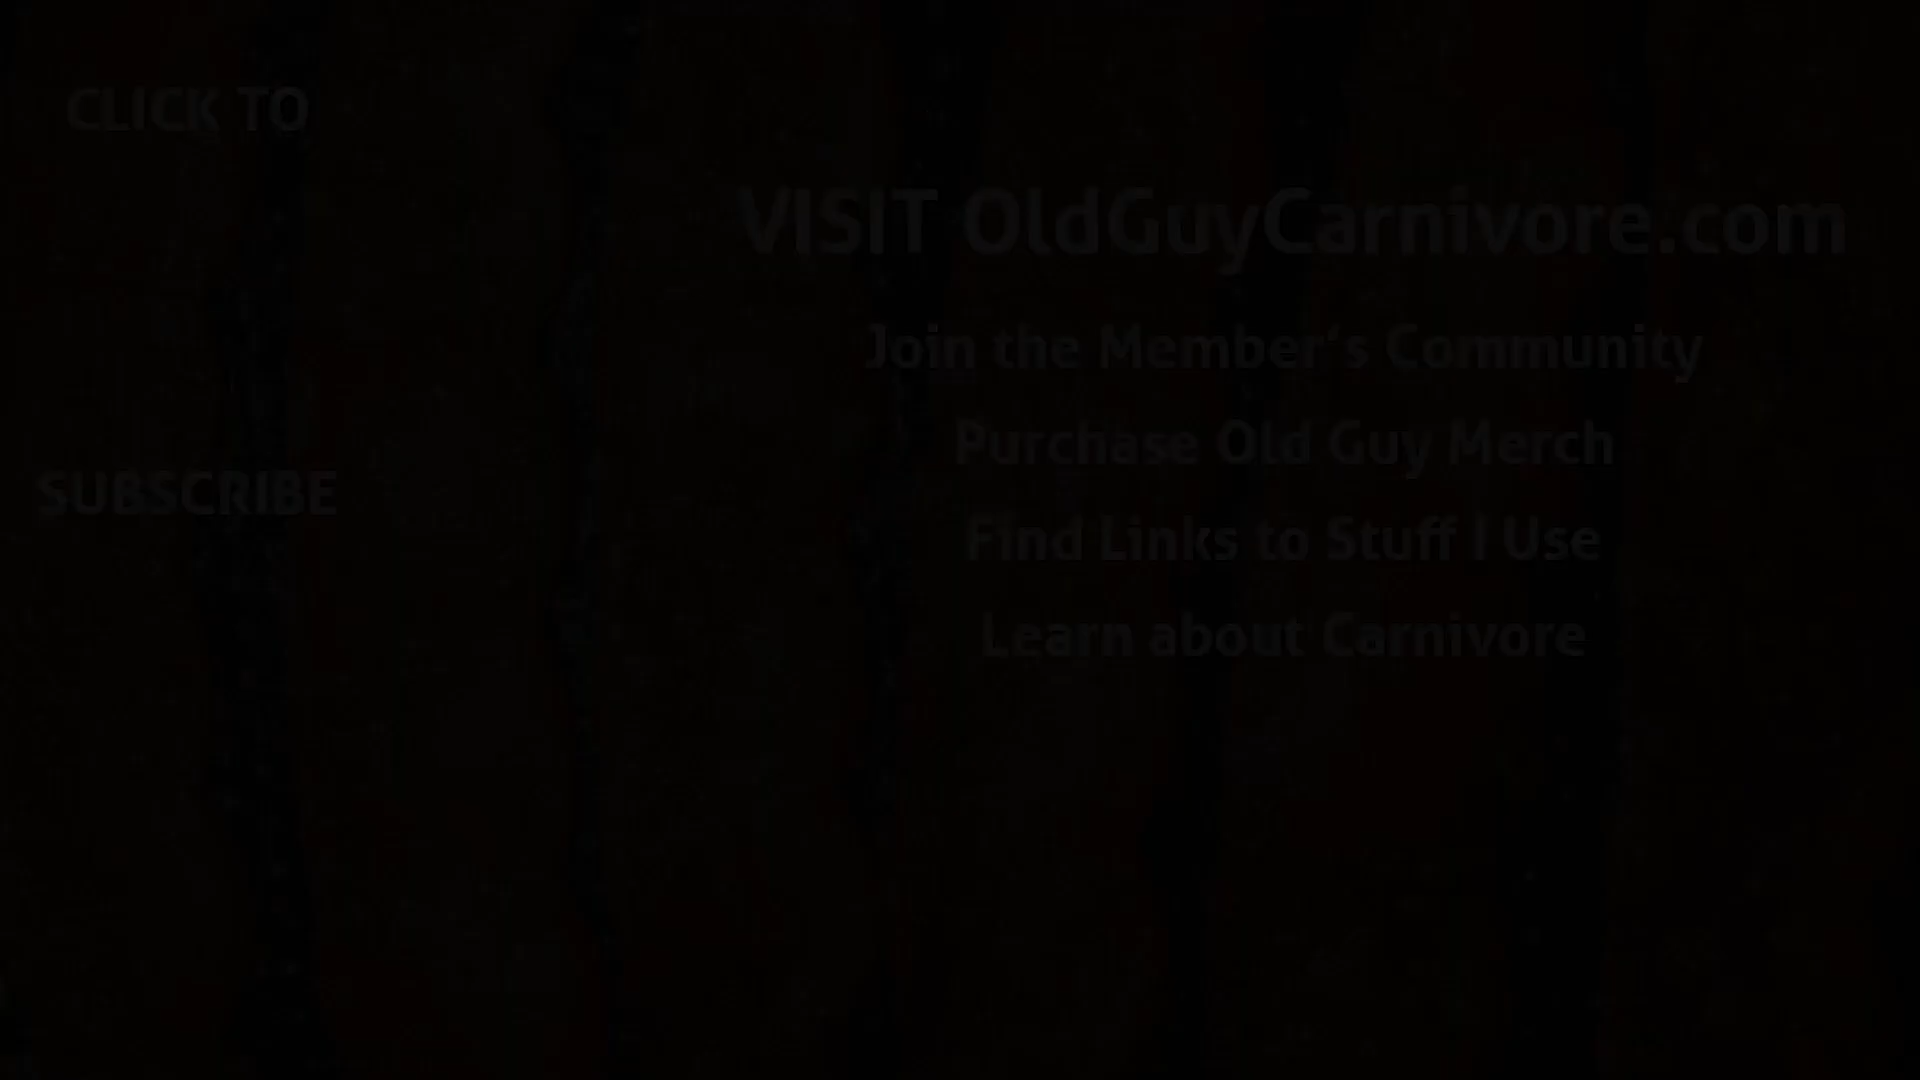 CLICK TO
SUBSCRIBE
VISIT OldGuyCarnivore.com
Join the Member's Community
Purchase Old Guy Merch
Find Links to Stuff I Use
Learn about Carnivore